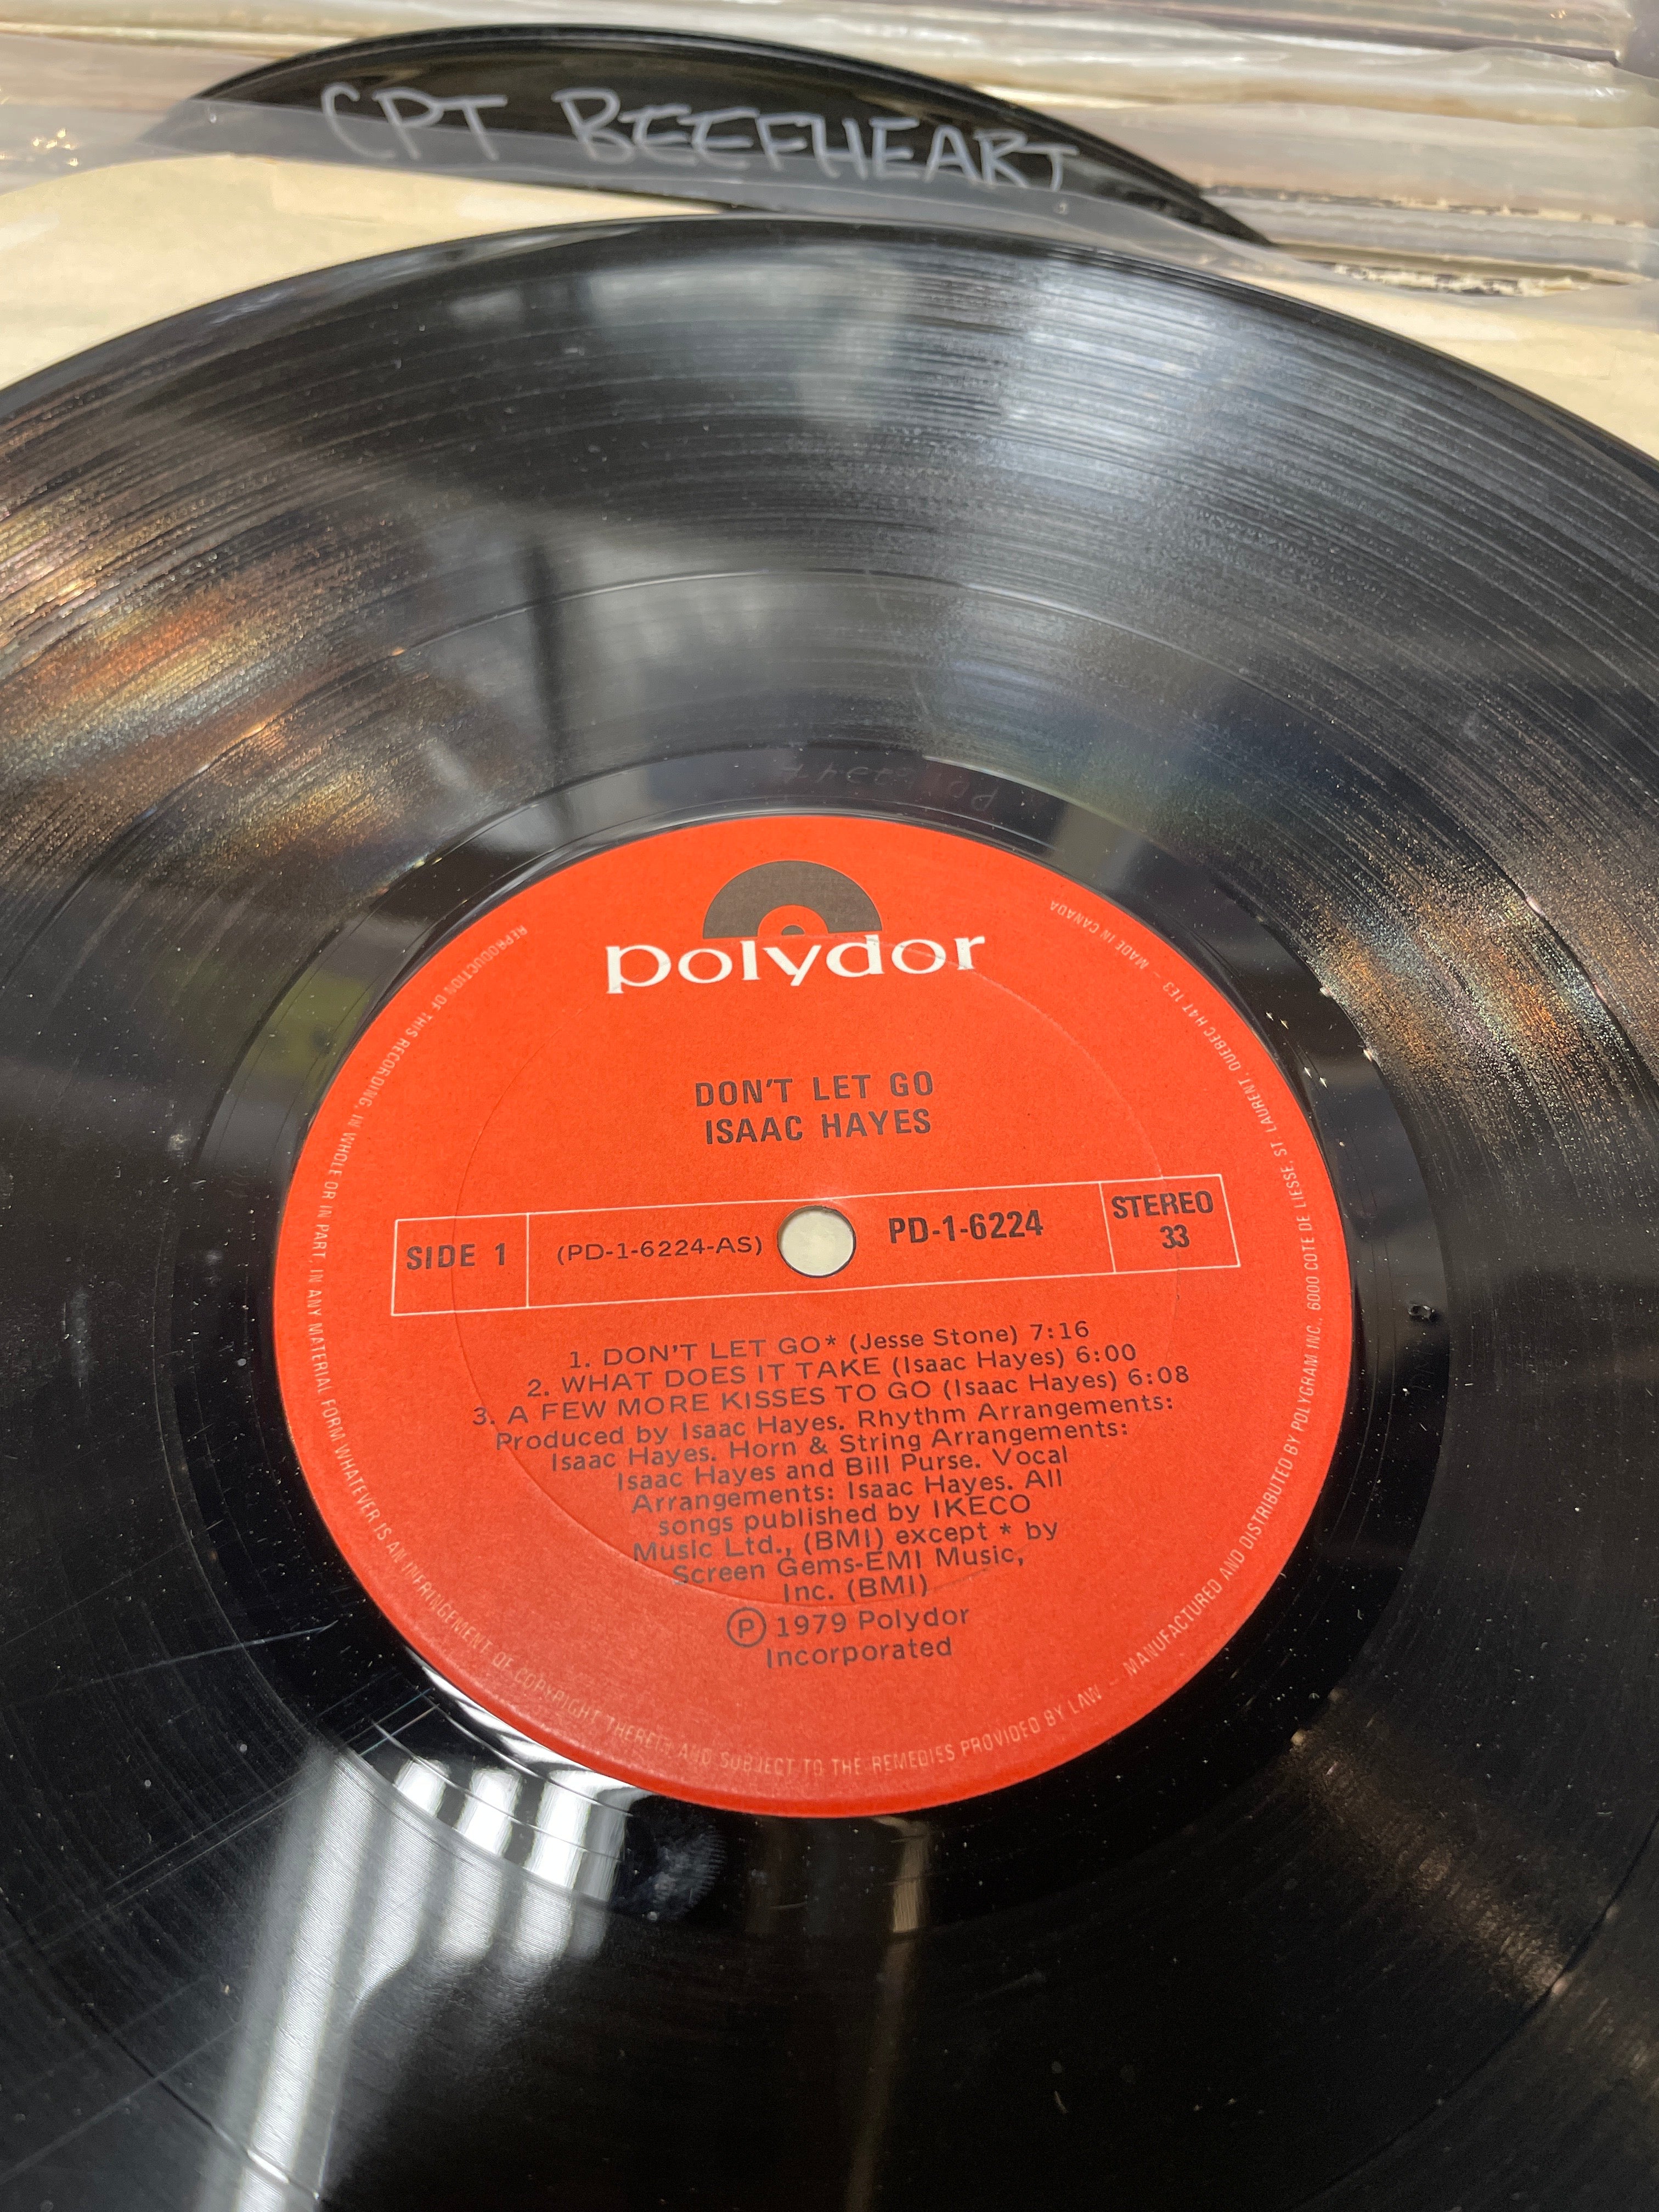 CPT BEEFHEART
polydor
DON'T LET GO
ISAAC HAYES
SIDE 1
(PD-1-6224-AS)
PD-1-6224
STEREO
33
1. DON'T LET GO* (Jesse Stone) 7:16
2. WHAT DOES IT TAKE (Isaac Hayes) 6:00
3. A FEW MORE KISSES TO GO (Isaac Hayes) 6:08
Produced by Isaac Hayes. Rhythm Arrangements:
Isaac Hayes. Horn & String Arrangements:
Isaac Hayes and Bill Purse. Vocal
Arrangements: Isaac Hayes. All
songs published by IKECO
Music Ltd., (BMI) except * by
Screen Gems-EMI Music,
Inc. (BMI)
Ⓟ 1979 Polydor
Incorporated
REPRODUCTION OF THIS RECORDING, IN WHOLE OR IN PART, IN ANY MATERIAL FORM WHATEVER IS AN INFRINGEMENT OF COPYRIGHT THEREIN AND SUBJECT TO THE REMEDIES PROVIDED BY LAW – MANUFACTURED AND DISTRIBUTED BY POLYGRAM INC., 6000 COTE DE LIESSE, ST LAURENT, QUEBEC H4T 1E3 – MADE IN CANADA